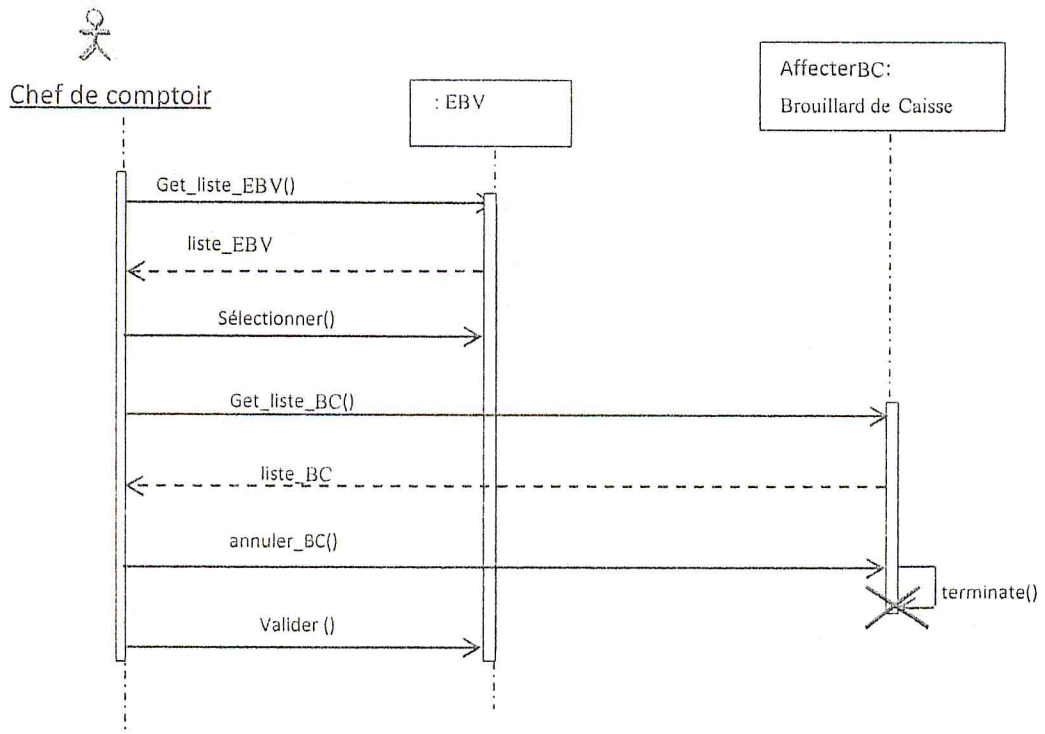 Chef de comptoir
: EBV
AffecterBC:
Brouillard de Caisse
Get_liste_EBV()
liste_EBV
Sélectionner()
Get_liste_BC()
liste_BC
annuler_BC()
terminate()
Valider ()